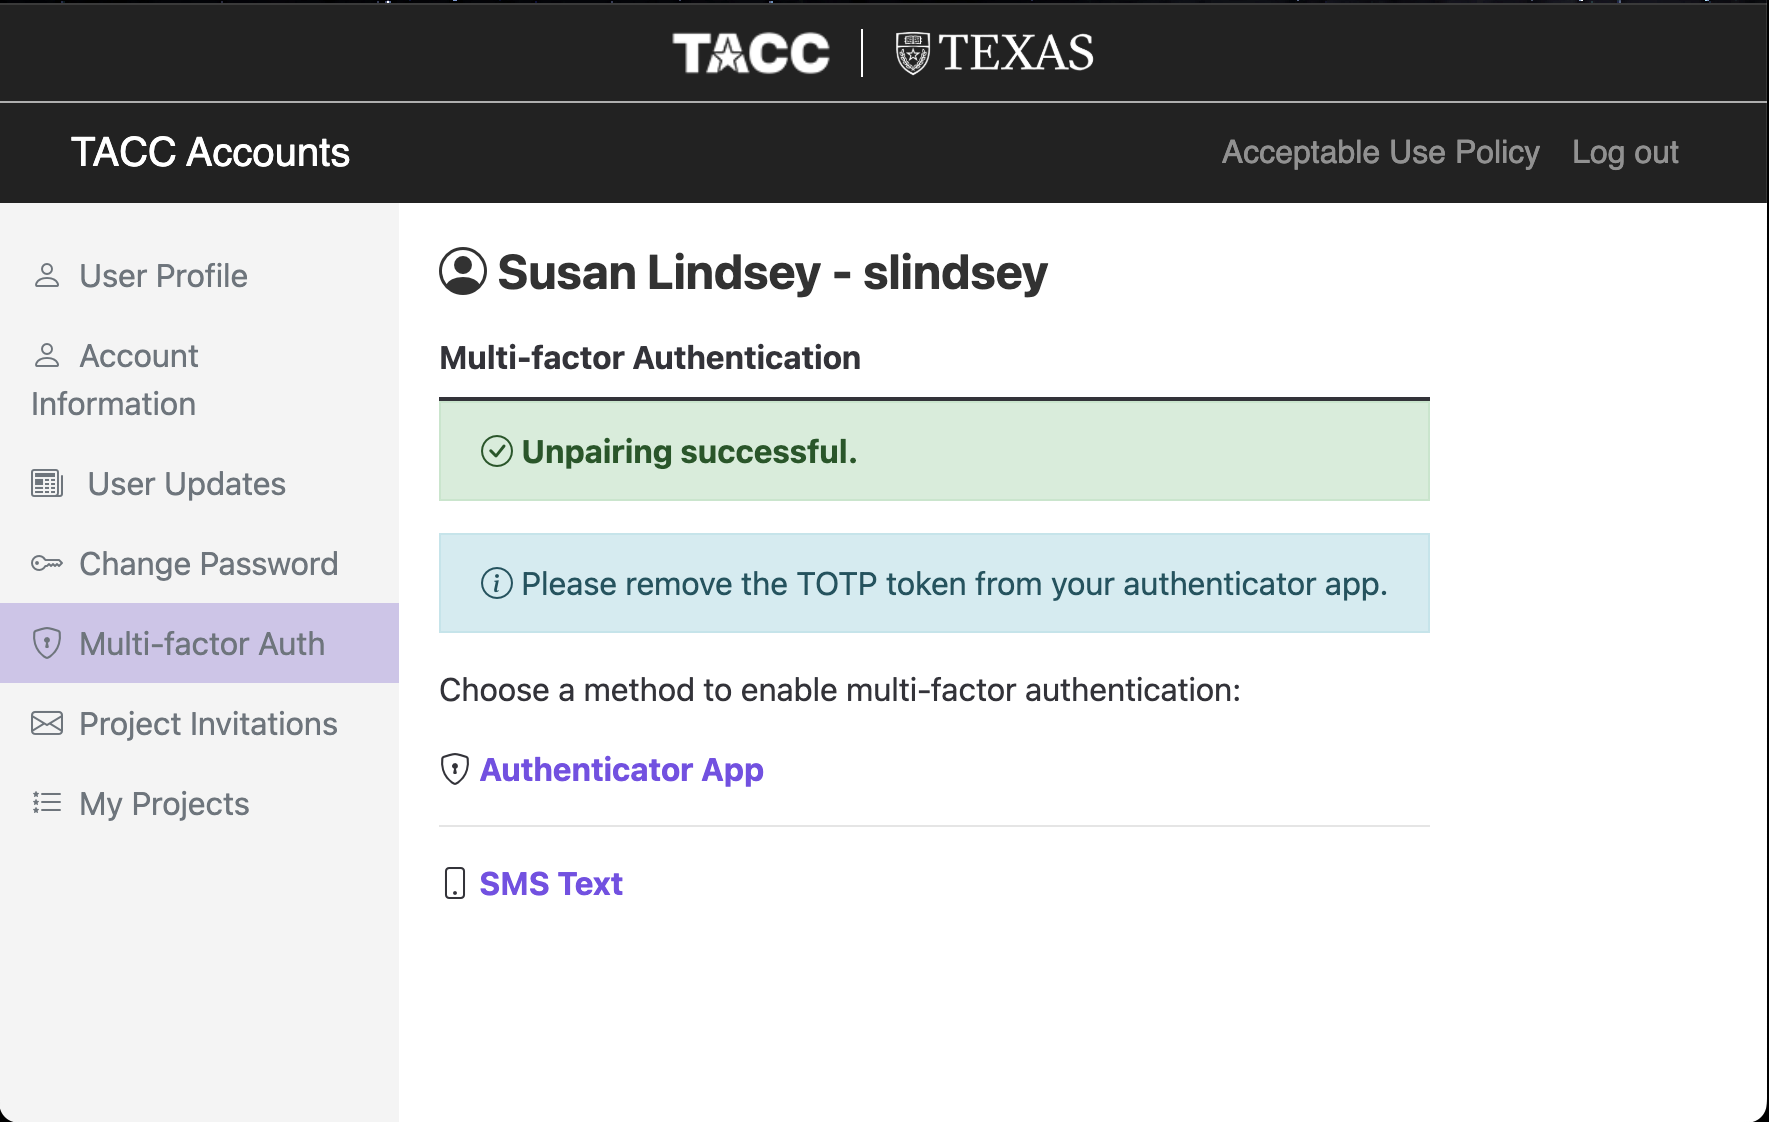 TACC TEXAS
TACC Accounts
Acceptable Use Policy Log out
User Profile
Account
Information
User Updates
Change Password
Multi-factor Auth
Project Invitations
My Projects
Susan Lindsey - slindsey
Multi-factor Authentication
Unpairing successful.
Please remove the TOTP token from your authenticator app.
Choose a method to enable multi-factor authentication:
Authenticator App
SMS Text